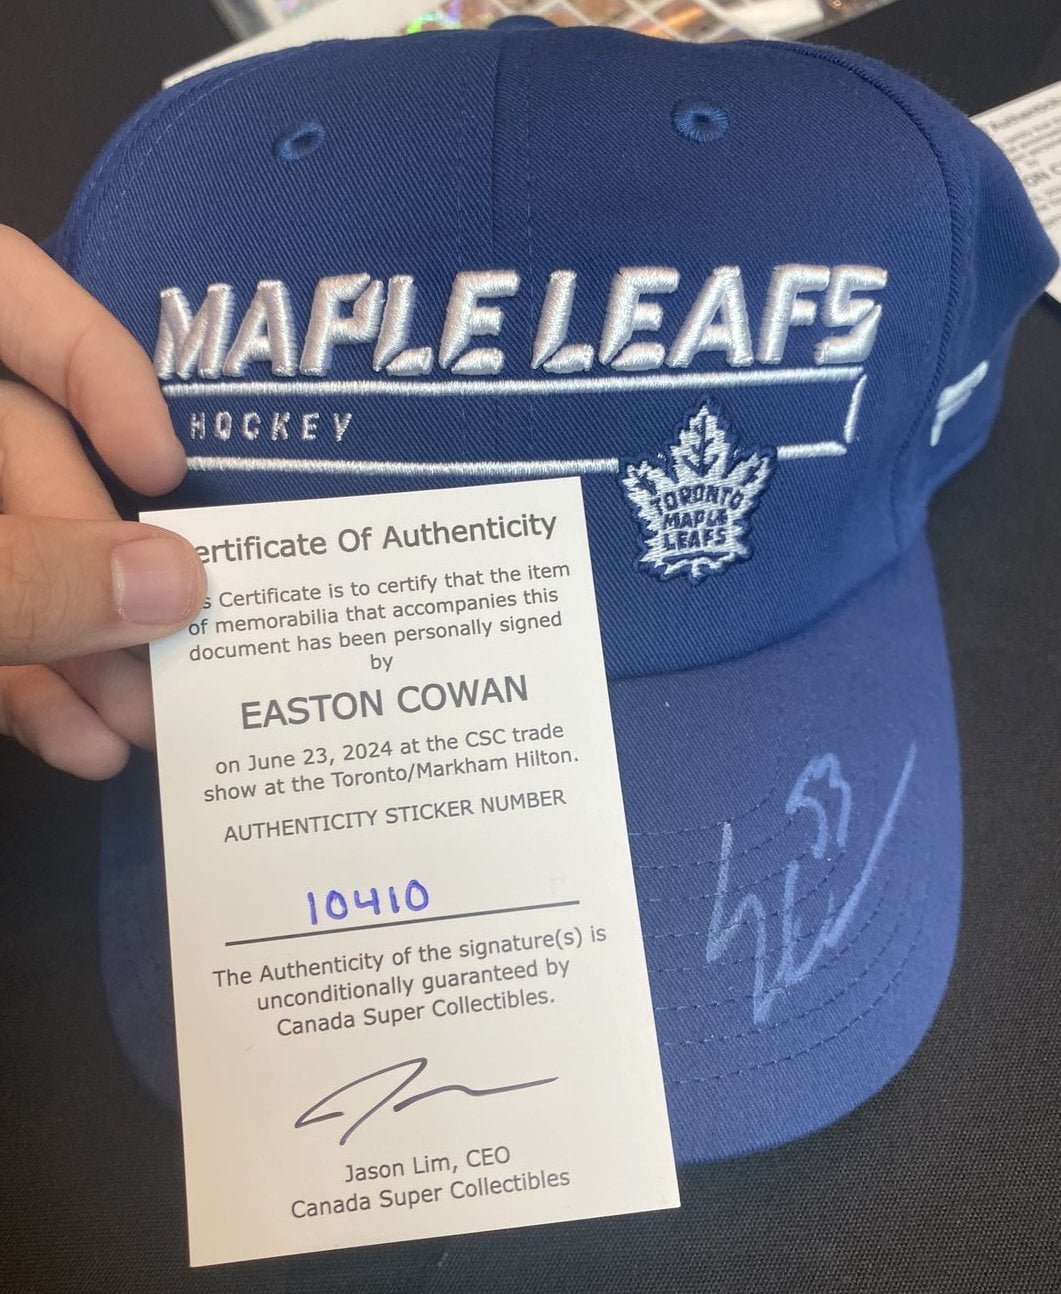 MAPLE LEAFS
HOCKEY
TORONTO
MAPLE
LEAFS
ertificate Of Authenticity
s Certificate is to certify that the item
of memorabilia that accompanies this
document has been personally signed
by
EASTON COWAN
on June 23, 2024 at the CSC trade
show at the Toronto/Markham Hilton.
AUTHENTICITY STICKER NUMBER
10410
The Authenticity of the signature(s) is
unconditionally guaranteed by
Canada Super Collectibles.
Jason Lim, CEO
Canada Super Collectibles
53